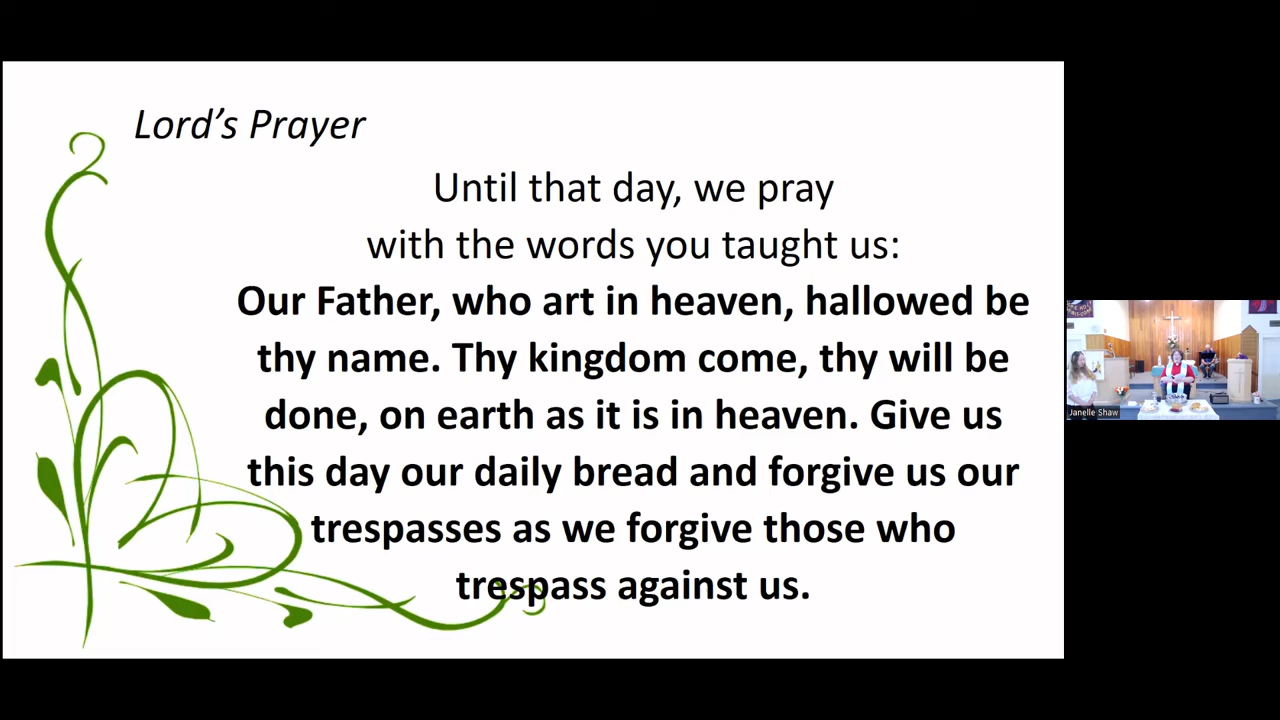 Lord’s Prayer
Until that day, we pray
with the words you taught us:
Our Father, who art in heaven, hallowed be
thy name. Thy kingdom come, thy will be
done, on earth as it is in heaven. Give us
this day our daily bread and forgive us our
trespasses as we forgive those who
trespass against us.
Janelle Shaw